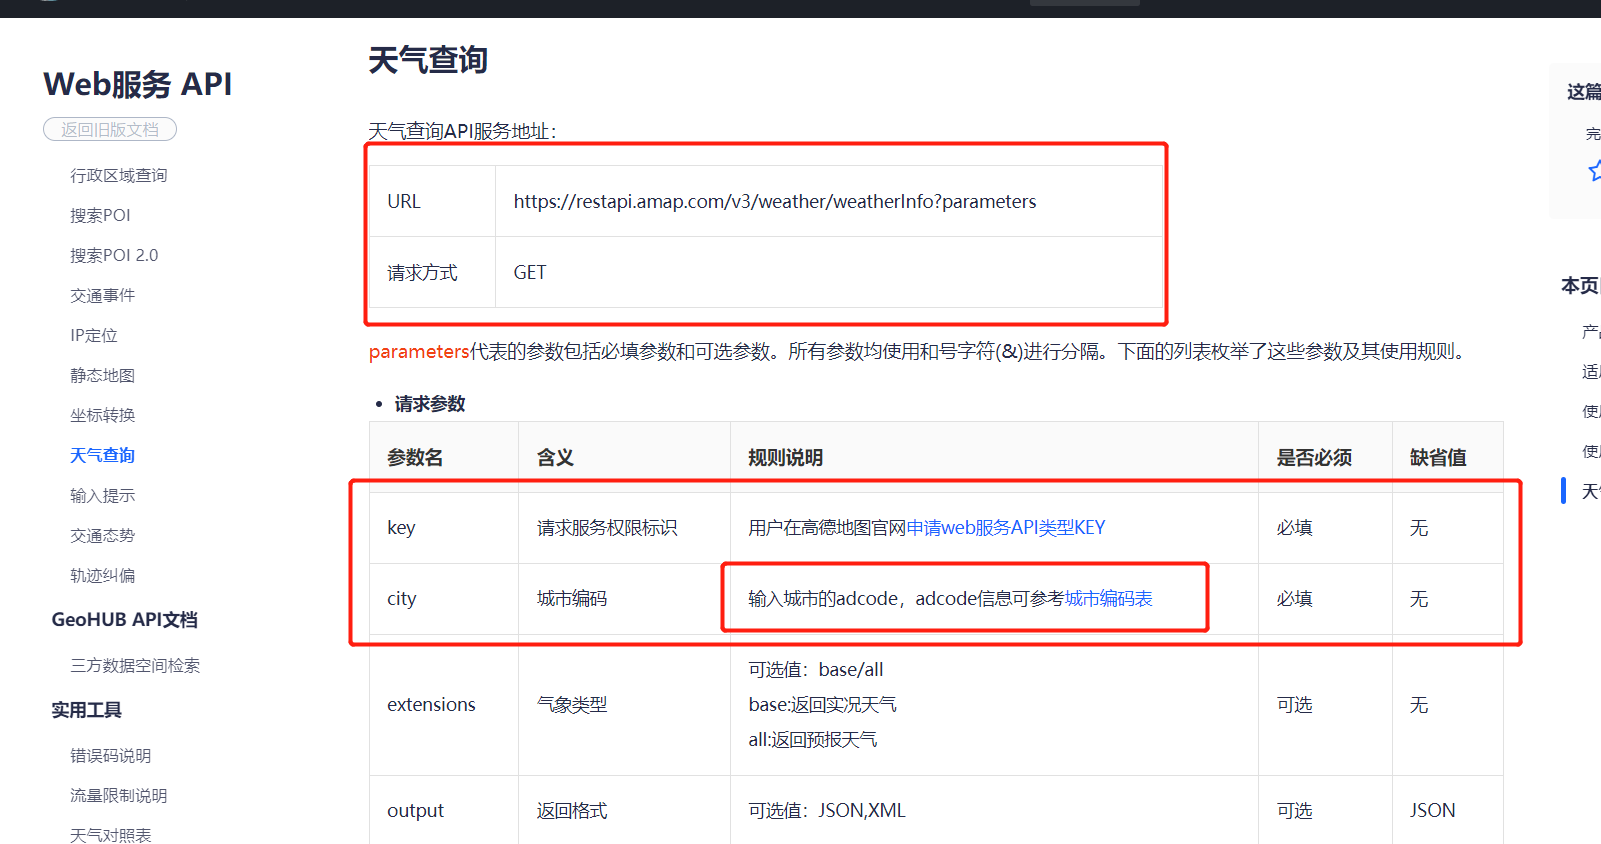 Web服务 API
返回旧版文档
行政区域查询
搜索POI
搜索POI 2.0
交通事件
IP定位
静态地图
坐标转换
天气查询
输入提示
交通态势
轨迹纠偏
GeoHUB API文档
三方数据空间检索
实用工具
错误码说明
流量限制说明
天气对照表
天气查询
天气查询API服务地址：
URL https://restapi.amap.com/v3/weather/weatherInfo?parameters
请求方式 GET
parameters代表的参数包括必填参数和可选参数。所有参数均使用和号字符(&)进行分隔。下面的列表枚举了这些参数及其使用规则。
• 请求参数
参数名 含义 规则说明 是否必须 缺省值
key 请求服务权限标识 用户在高德地图官网申请web服务API类型KEY 必填 无
city 城市编码 输入城市的adcode，adcode信息可参考城市编码表 必填 无
extensions 气象类型 可选值：base/all
base:返回实况天气
all:返回预报天气 可选 无
output 返回格式 可选值：JSON,XML 可选 JSON
这篇
完
本页
产
适
使
使
天